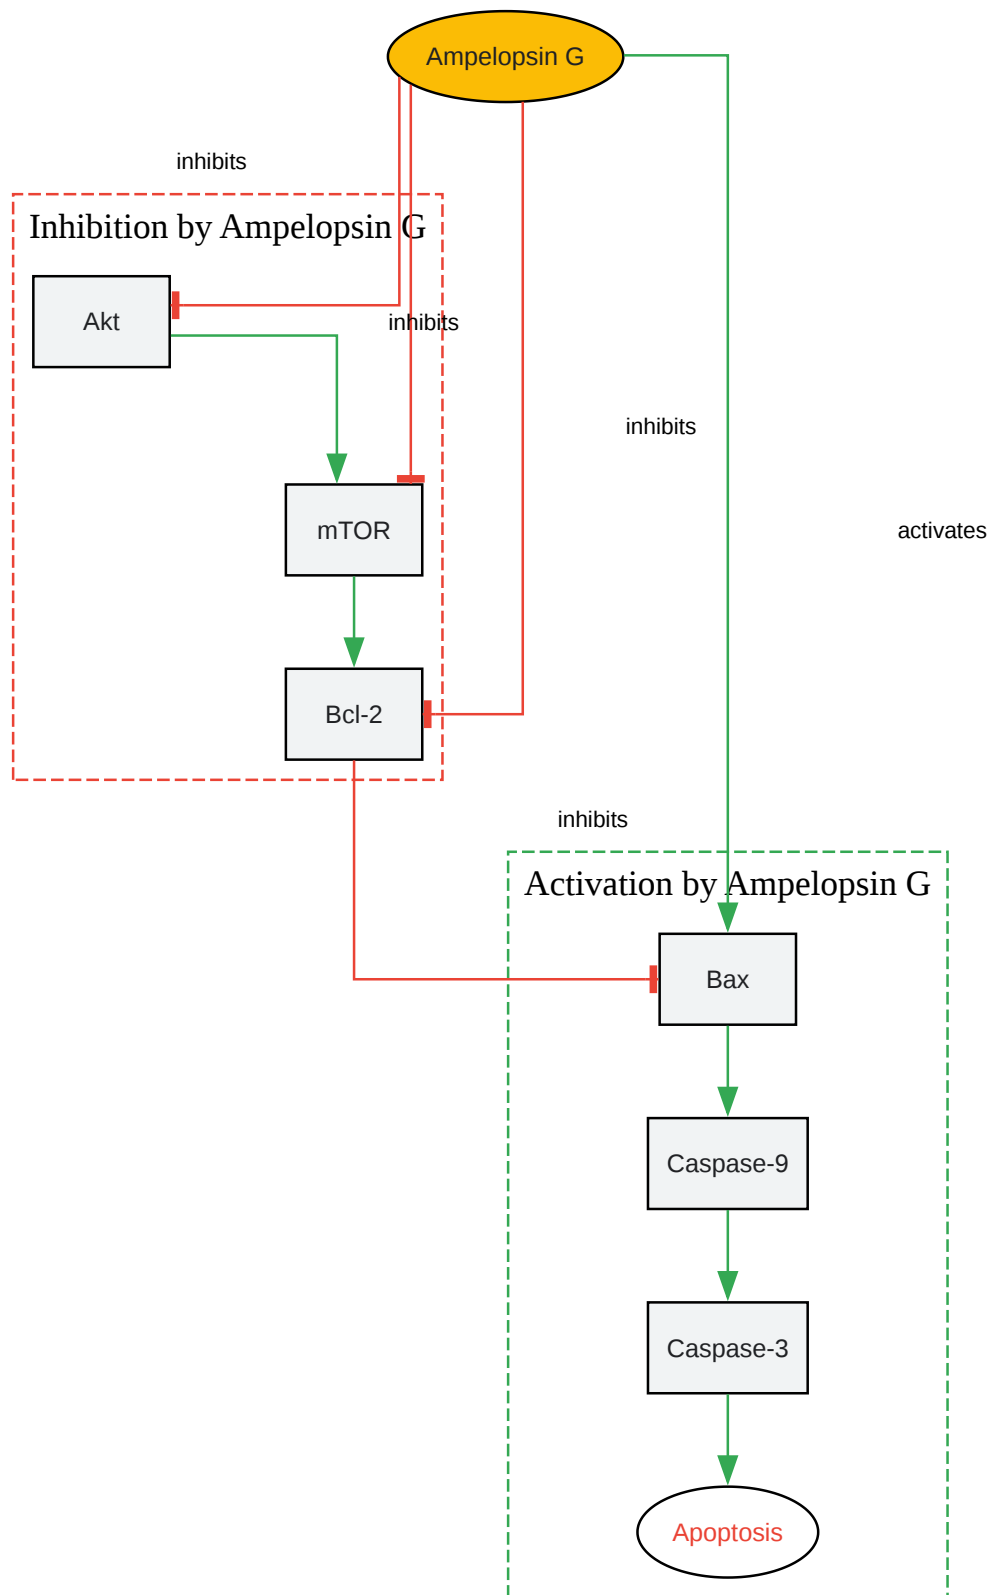 Ampelopsin G
inhibits
Inhibition by Ampelopsin G
Akt
inhibits
inhibits
mTOR
activates
Bcl-2
inhibits
Activation by Ampelopsin G
Bax
Caspase-9
Caspase-3
Apoptosis